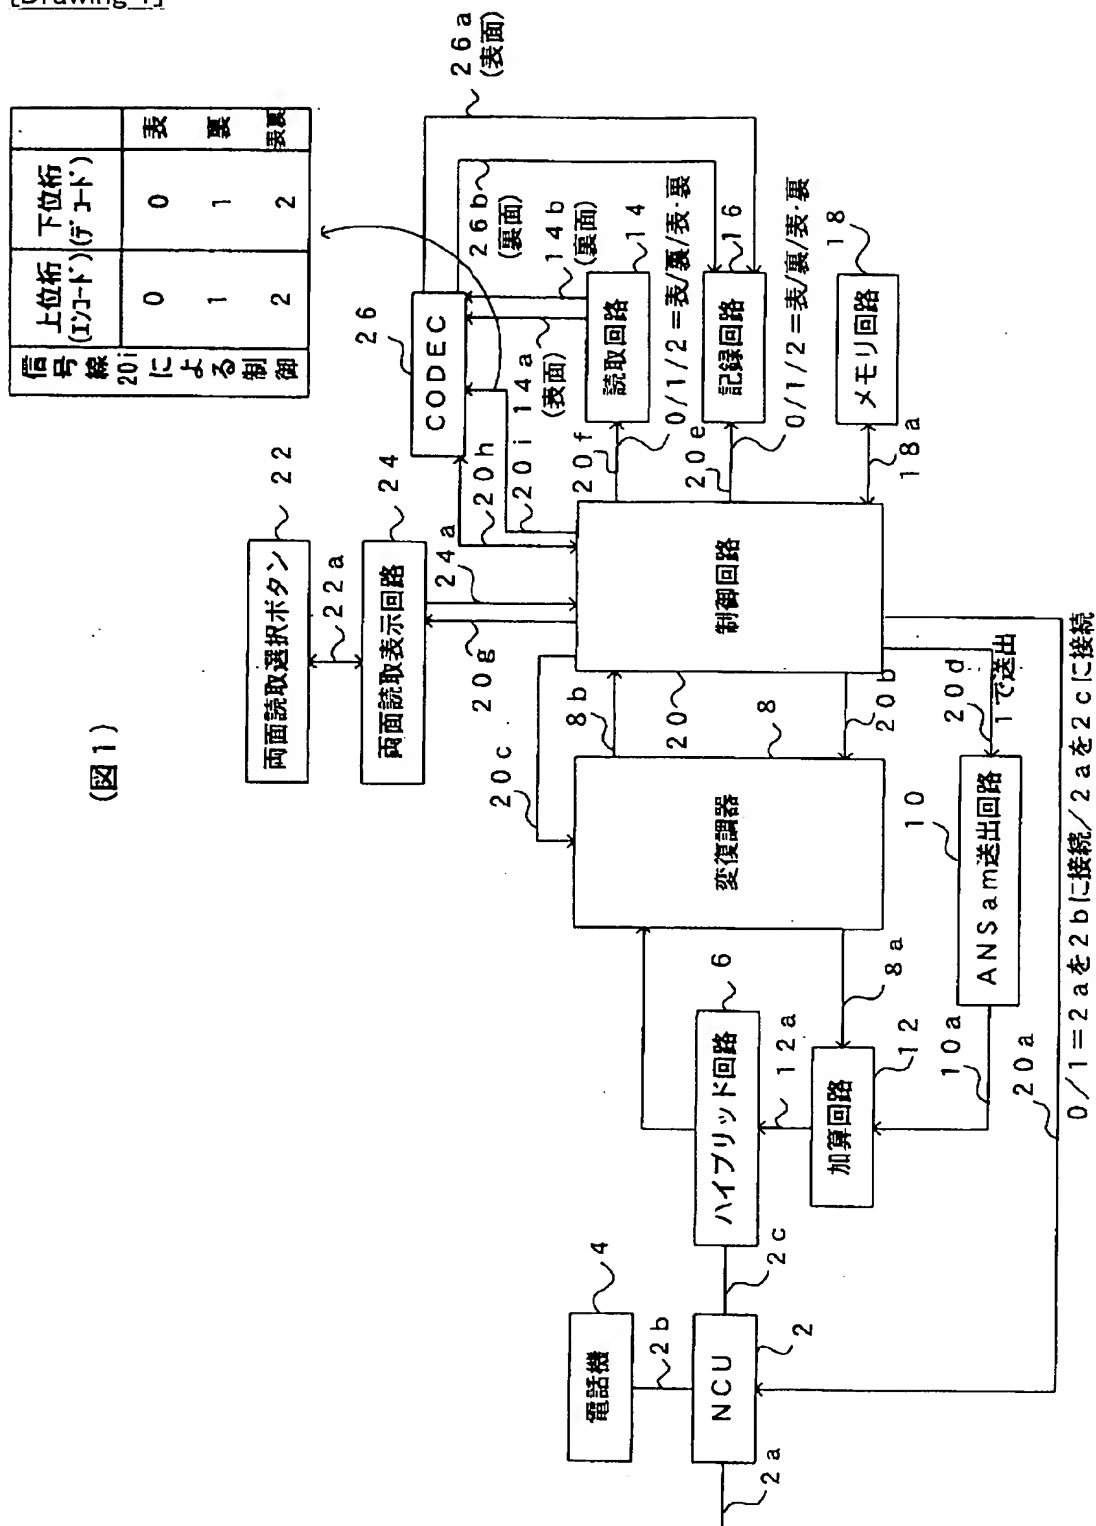 [Drawing 1]
(図1)
信号線20iによる制御
上位桁
(エンコード)
下位桁
(デコード)
0
0
表
1
1
裏
2
2
表裏
両面読取選択ボタン
22
22a
両面読取表示回路
24
20g
24a
20h
20i
CODEC
26
26a
(表面)
26b
(裏面)
14a
(表面)
14b
(裏面)
読取回路
14
20f
0/1/2=表/裏/表・裏
記録回路
16
20e
0/1/2=表/裏/表・裏
メモリ回路
18
18a
制御回路
20
20c
8b
20b
変復調器
8
20d
1で送出
ANSam送出回路
10
10a
8a
加算回路
12
12a
ハイブリッド回路
6
2c
電話機
4
2b
NCU
2
2a
20a
0/1=2aを2bに接続/2aを2cに接続